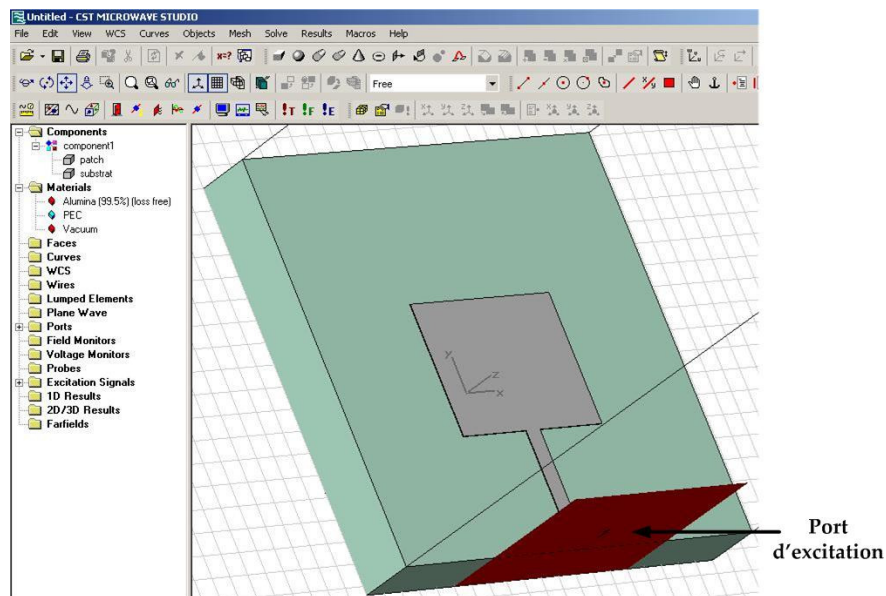 Untitled - CST MICROWAVE STUDIO
File Edit View WCS Curves Objects Mesh Solve Results Macros Help
x=?
Free
!T !F !E
Components
component1
patch
substrat
Materials
Alumina (99.5%) (loss free)
PEC
Vacuum
Faces
Curves
WCS
Wires
Lumped Elements
Plane Wave
Ports
Field Monitors
Voltage Monitors
Probes
Excitation Signals
1D Results
2D/3D Results
Farfields
y
z
x
Port
d'excitation